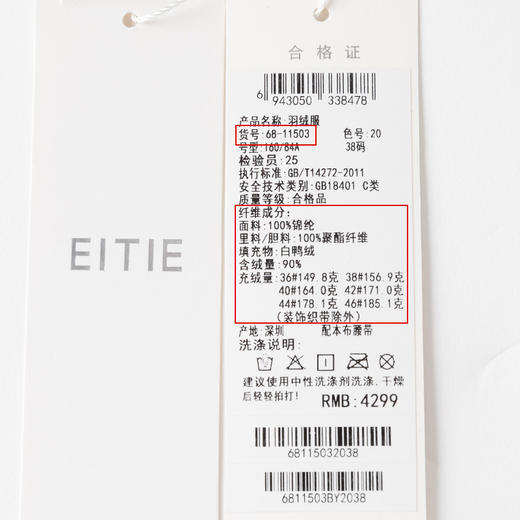 EITIE
合格证
6 943050 338478
产品名称:羽绒服
货号:68-11503 色号:20
号型:160/84A 38码
检验员:25
执行标准:GB/T14272-2011
安全技术类别:GB18401 C类
质量等级:合格品
纤维成分:
面料:100%锦纶
里料/胆料:100%聚酯纤维
填充物:白鸭绒
含绒量:90%
充绒量:36#149.8克 38#156.9克
40#164.0克 42#171.0克
44#178.1克 46#185.1克
(装饰织带除外)
产地:深圳 配本布腰带
洗涤说明:
建议使用中性洗涤剂洗涤.干燥
后轻轻拍打!
RMB:4299
68115032038
6811503BY2038